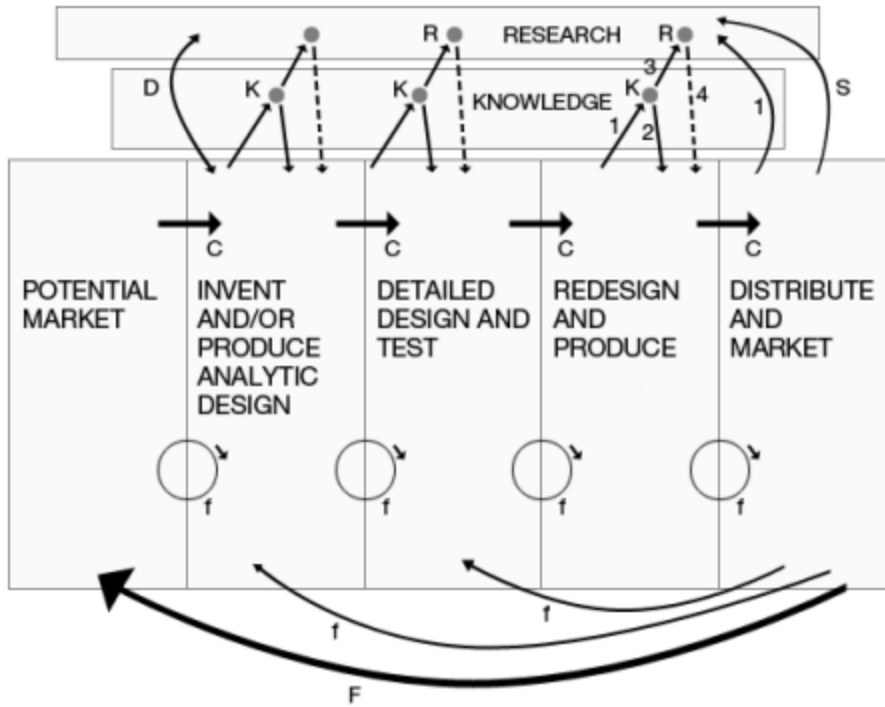 R RESEARCH R
D K K KNOWLEDGE K 3 4 1 S
1 2
C C C C
POTENTIAL
MARKET
INVENT
AND/OR
PRODUCE
ANALYTIC
DESIGN
DETAILED
DESIGN AND
TEST
REDESIGN
AND
PRODUCE
DISTRIBUTE
AND
MARKET
f f f f
f
f
F